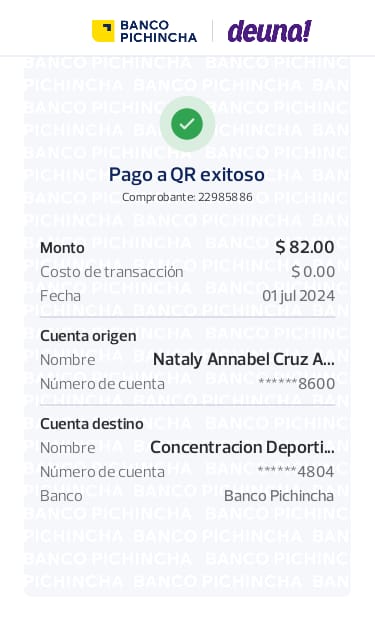 BANCO PICHINCHA deuna!
Pago a QR exitoso
Comprobante: 22985886
Monto $ 82.00
Costo de transacción $ 0.00
Fecha 01 jul 2024
Cuenta origen
Nombre Nataly Annabel Cruz A...
Número de cuenta ******8600
Cuenta destino
Nombre Concentracion Deporti...
Número de cuenta ******4804
Banco Banco Pichincha